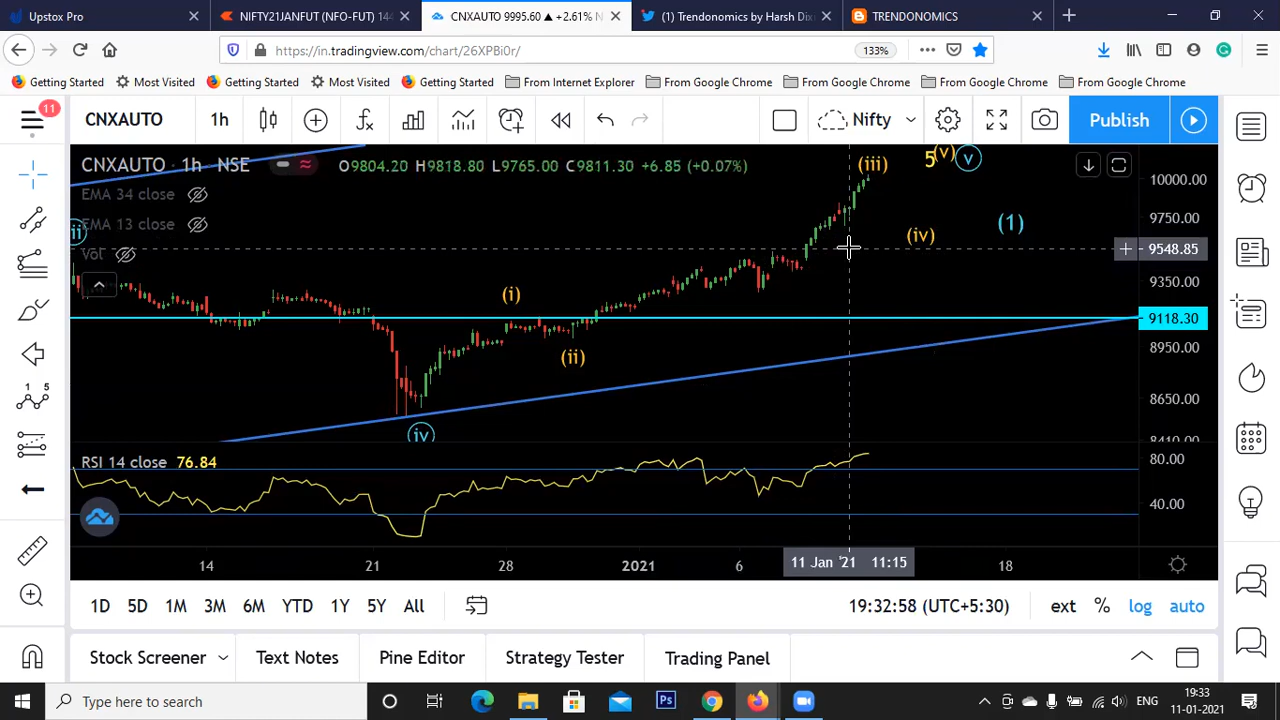 Upstox Pro
NIFTY21JANFUT (NFO-FUT) 144
CNXAUTO 9995.60 ▲ +2.61% N
(1) Trendonomics by Harsh Dix
TRENDONOMICS
https://in.tradingview.com/chart/26XPBi0r/
133%
Getting Started
Most Visited
Getting Started
Most Visited
Getting Started
From Internet Explorer
From Google Chrome
From Google Chrome
From Google Chrome
11
CNXAUTO
1h
Nifty
Publish
CNXAUTO · 1h · NSE
O9804.20 H9818.80 L9765.00 C9811.30 +6.85 (+0.07%)
EMA 34 close
EMA 13 close
Vol
(iii)
5
(v)
v
ii
(i)
(ii)
(iv)
(1)
iv
10000.00
9750.00
9548.85
9350.00
9118.30
8950.00
8650.00
8410.00
RSI 14 close 76.84
80.00
40.00
14
21
28
2021
6
11 Jan '21 11:15
18
1D
5D
1M
3M
6M
YTD
1Y
5Y
All
19:32:58 (UTC+5:30)
ext
%
log
auto
Stock Screener
Text Notes
Pine Editor
Strategy Tester
Trading Panel
Type here to search
Ps
ENG
19:33
11-01-2021